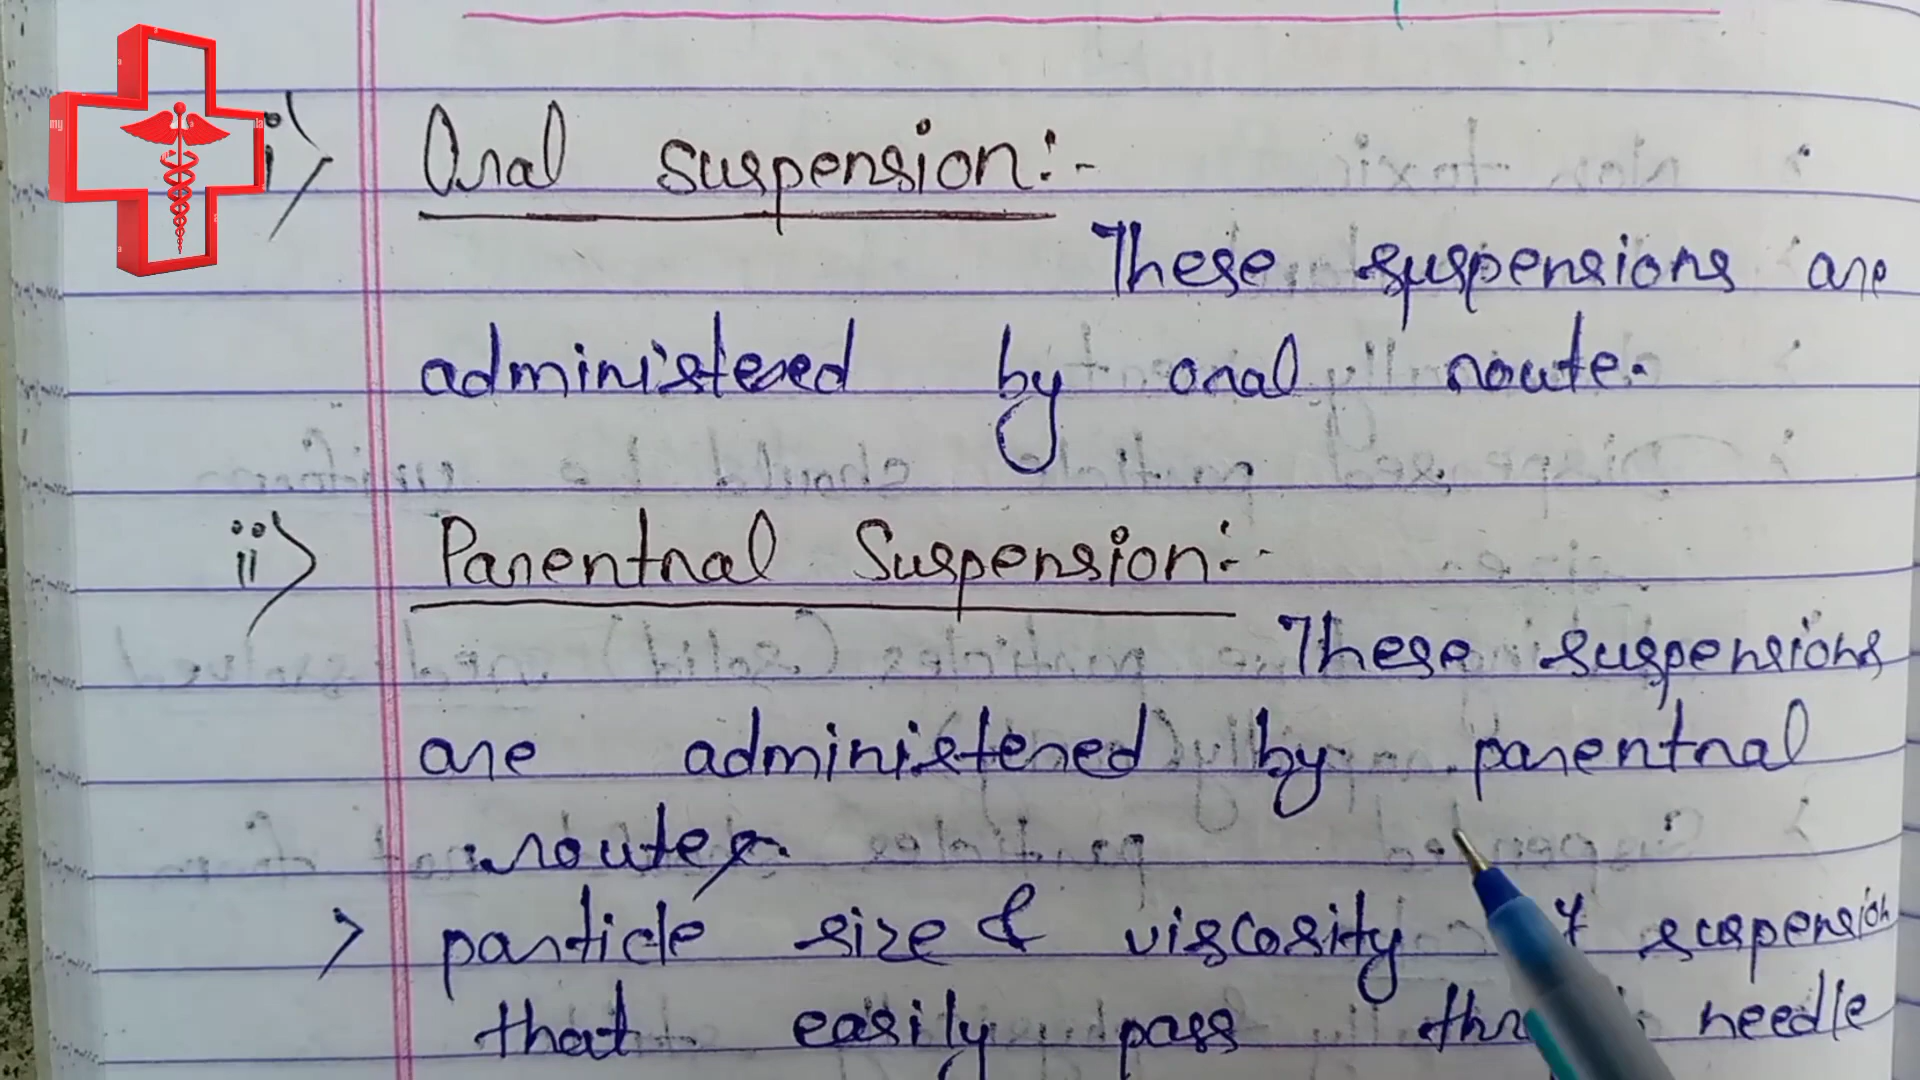 i) Oral suspension:-
These suspensions are
administered by oral route.
ii) Parentral Suspension:-
These suspensions
are administered by parentral
route.
> particle size & viscosity of suspension
that easily pass needle